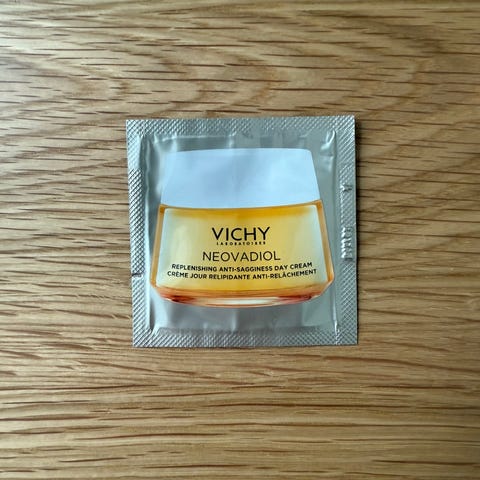 VICHY
LABORATOIRES
NEOVADIOL
REPLENISHING ANTI-SAGGINESS DAY CREAM
CRÈME JOUR RELIPIDANTE ANTI-RELÂCHEMENT